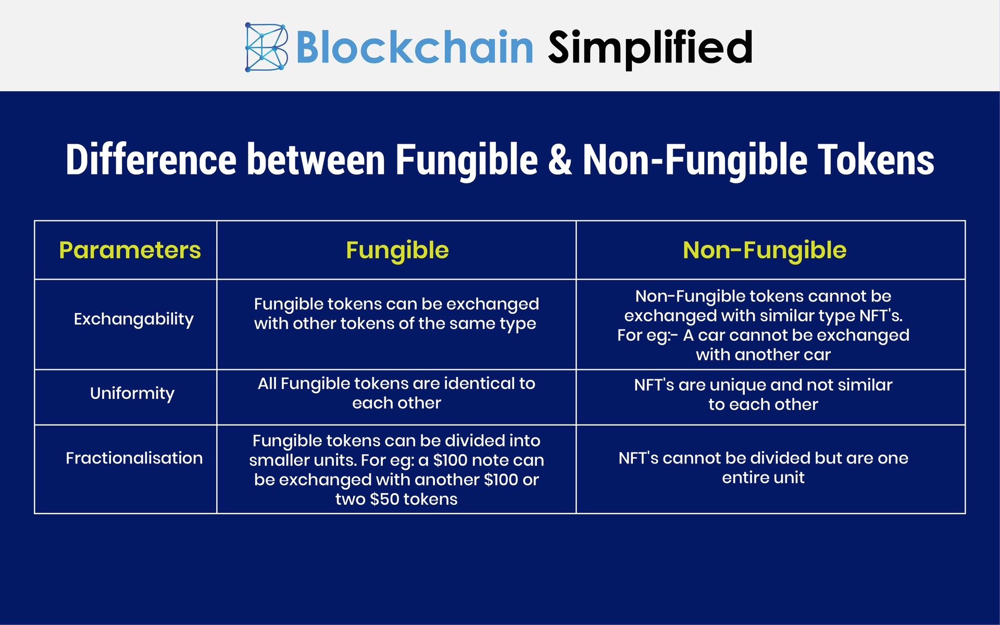 Blockchain Simplified
Difference between Fungible & Non-Fungible Tokens
Parameters
Fungible
Non-Fungible
Exchangability
Fungible tokens can be exchanged
with other tokens of the same type
Non-Fungible tokens cannot be
exchanged with similar type NFT's.
For eg:- A car cannot be exchanged
with another car
Uniformity
All Fungible tokens are identical to
each other
NFT's are unique and not similar
to each other
Fractionalisation
Fungible tokens can be divided into
smaller units. For eg: a $100 note can
be exchanged with another $100 or
two $50 tokens
NFT's cannot be divided but are one
entire unit